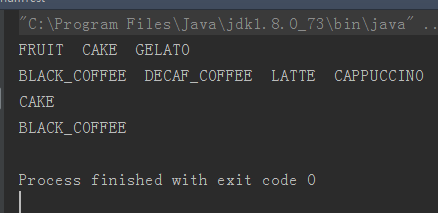 "C:\Program Files\Java\jdk1.8.0_73\bin\java" ..
FRUIT CAKE GELATO
BLACK_COFFEE DECAF_COFFEE LATTE CAPPUCCINO
CAKE
BLACK_COFFEE
Process finished with exit code 0